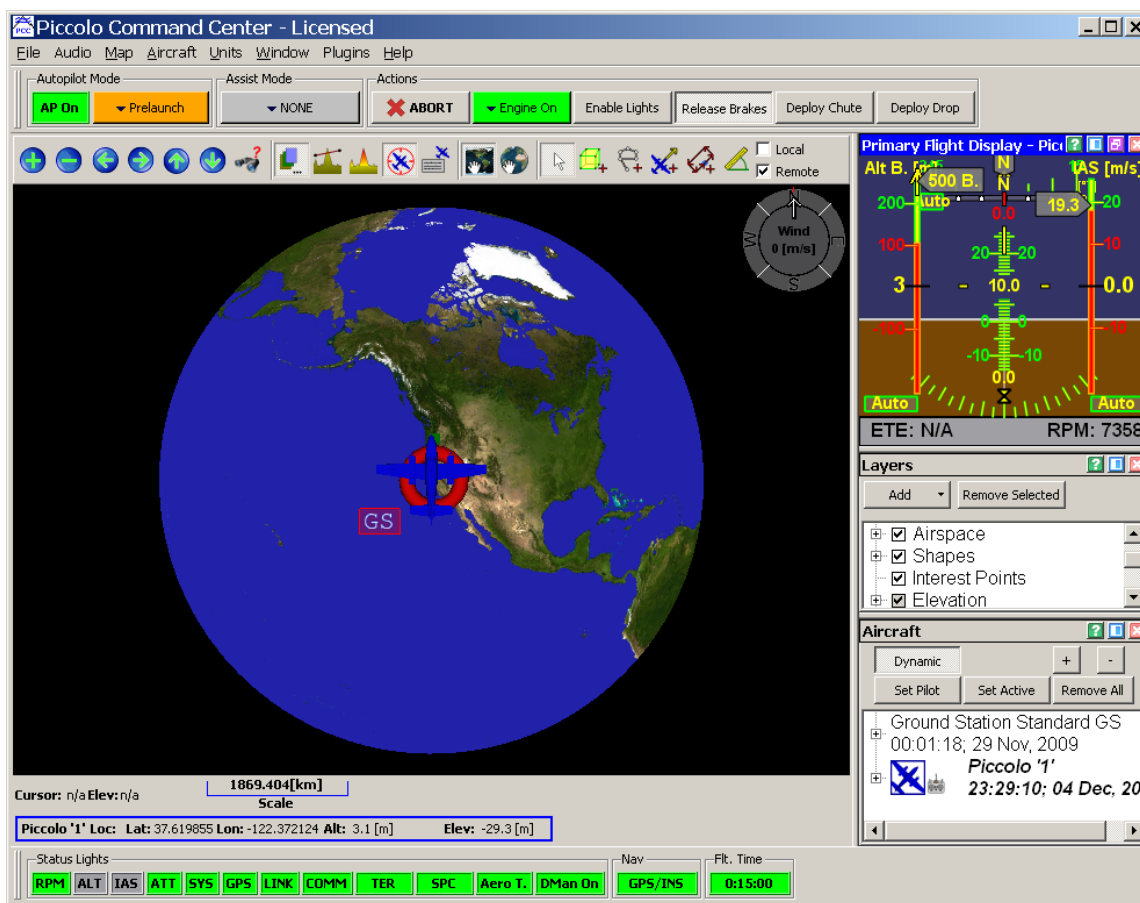 Piccolo Command Center - Licensed
File Audio Map Aircraft Units Window Plugins Help
Autopilot Mode Assist Mode Actions
AP On Prelaunch NONE ABORT Engine On Enable Lights Release Brakes Deploy Chute Deploy Drop
Local
Remote
N
W Wind
0 [m/s]
S
GS
Cursor: n/a Elev: n/a
1869.404[km]
Scale
Piccolo '1' Loc: Lat: 37.619855 Lon: -122.372124 Alt: 3.1 [m] Elev: -29.3 [m]
Primary Flight Display - Picc
Alt B. N IAS [m/s]
500 B. N
200 Auto 0.0 19.3 20
100 20 20 10
3 10.0 0.0
-100 0 0 -10
-10 -10
0.0
Auto Auto
ETE: N/A RPM: 7358
Layers
Add Remove Selected
Airspace
Shapes
Interest Points
Elevation
Aircraft
Dynamic + -
Set Pilot Set Active Remove All
Ground Station Standard GS
00:01:18; 29 Nov, 2009
Piccolo '1'
23:29:10; 04 Dec, 20
Status Lights Nav Flt. Time
RPM ALT IAS ATT SYS GPS LINK COMM TER SPC Aero T. DMan On GPS/INS 0:15:00